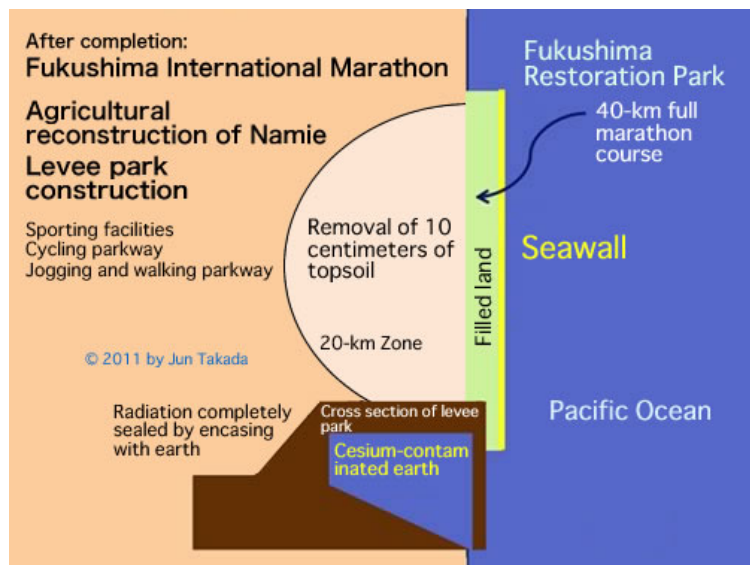 After completion:
Fukushima International Marathon
Agricultural
reconstruction of Namie
Levee park
construction
Sporting facilities
Cycling parkway
Jogging and walking parkway
© 2011 by Jun Takada
Fukushima
Restoration Park
40-km full
marathon
course
Removal of 10
centimeters of
topsoil
20-km Zone
Filled land
Seawall
Pacific Ocean
Radiation completely
sealed by encasing
with earth
Cross section of levee
park
Cesium-contam
inated earth